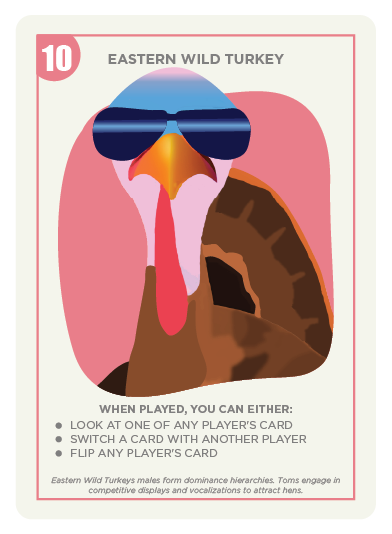 10
EASTERN WILD TURKEY
WHEN PLAYED, YOU CAN EITHER:
● LOOK AT ONE OF ANY PLAYER'S CARD
● SWITCH A CARD WITH ANOTHER PLAYER
● FLIP ANY PLAYER'S CARD
Eastern Wild Turkeys males form dominance hierarchies. Toms engage in
competitive displays and vocalizations to attract hens.